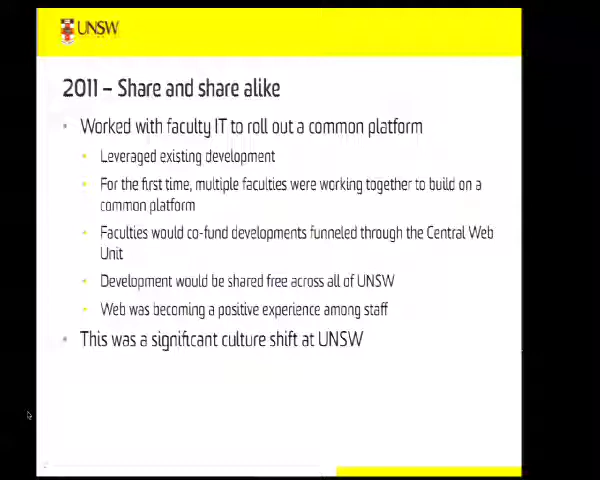 UNSW
2011 – Share and share alike
Worked with faculty IT to roll out a common platform
Leveraged existing development
For the first time, multiple faculties were working together to build on a
common platform
Faculties would co-fund developments funneled through the Central Web
Unit
Development would be shared free across all of UNSW
Web was becoming a positive experience among staff
This was a significant culture shift at UNSW